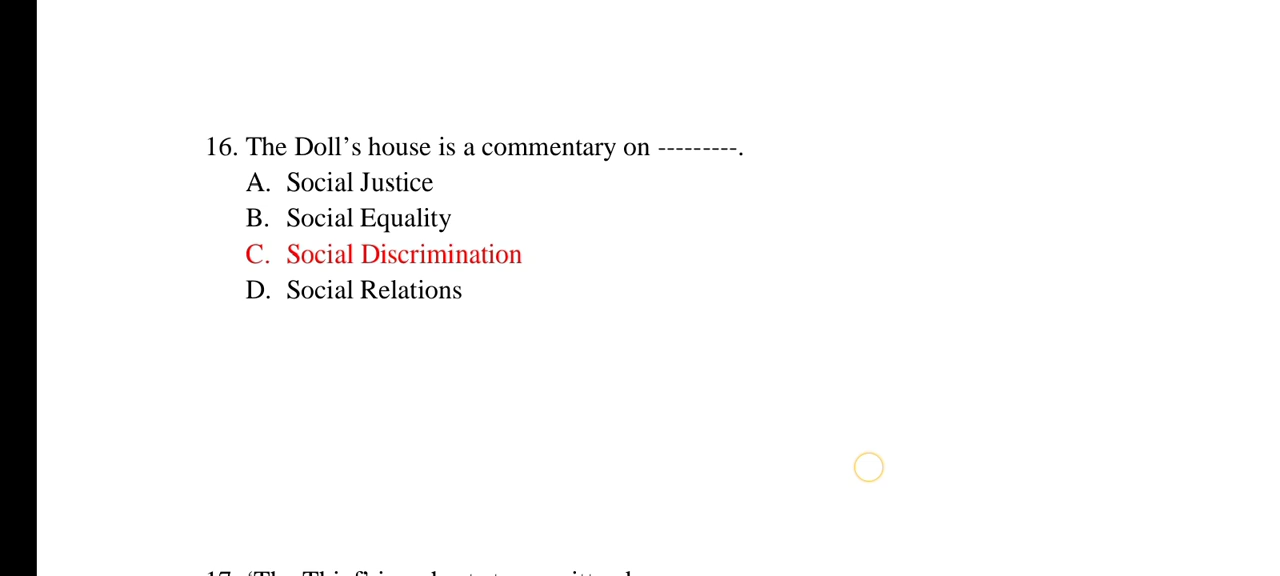 16. The Doll’s house is a commentary on ---------.
A. Social Justice
B. Social Equality
C. Social Discrimination
D. Social Relations